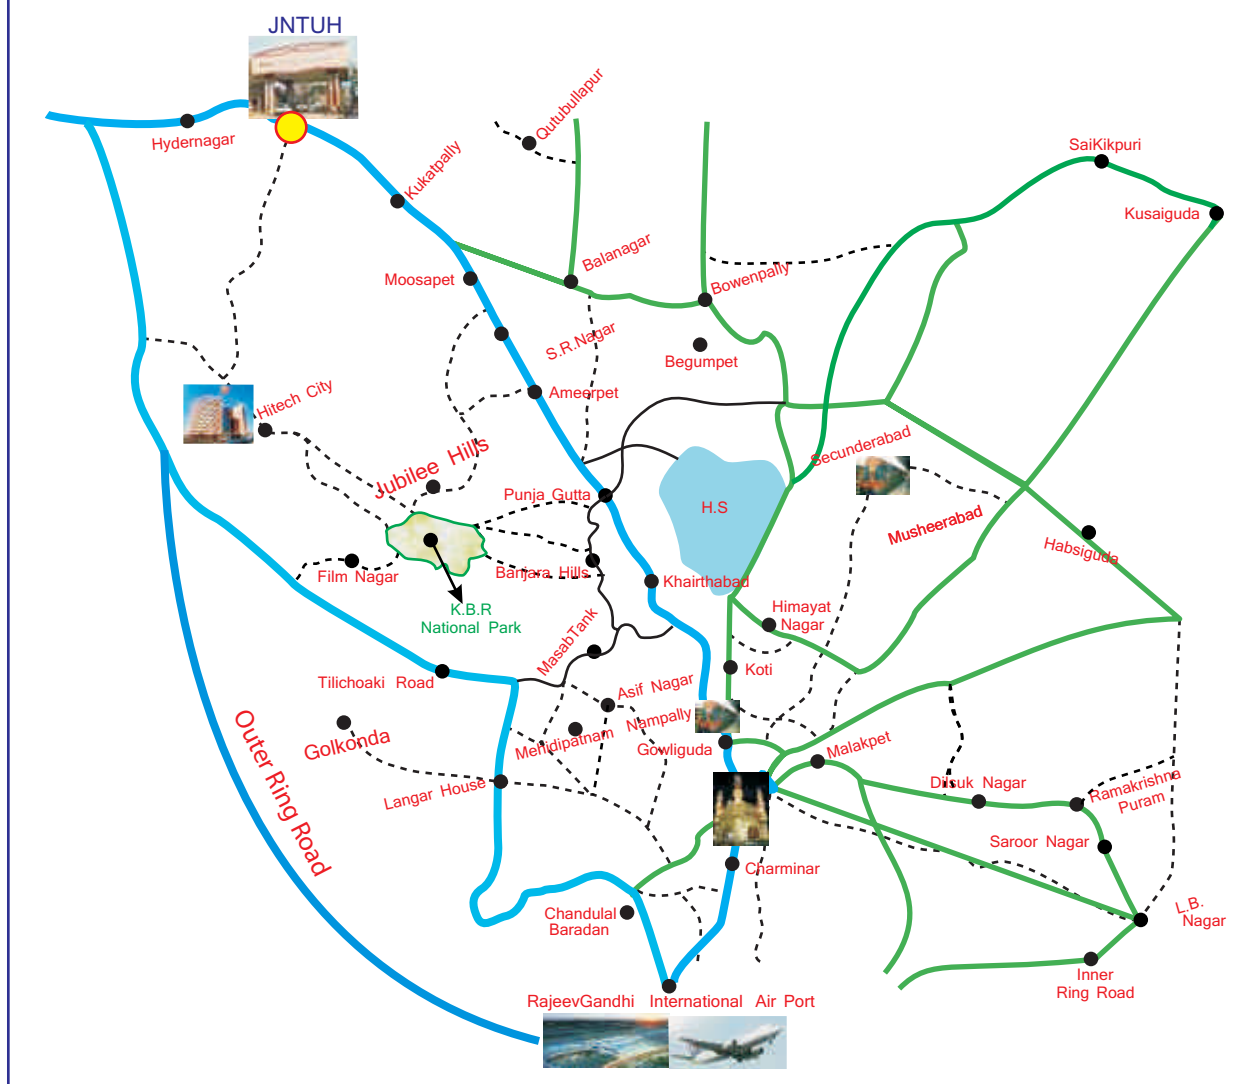 JNTUH
Hydernagar
Kukatpally
Qutubullapur
SaiKikpuri
Kusaiguda
Moosapet
Balanagar
Bowenpally
S.R.Nagar
Begumpet
Ameerpet
Hitech City
Jubilee Hills
Secunderabad
Punja Gutta
H.S
Musheerabad
Habsiguda
Film Nagar
Banjara Hills
Khairthabad
K.B.R
National Park
Himayat
Nagar
MasabTank
Koti
Tilichoaki Road
Asif Nagar
Nampally
Mehidipatnam
Gowliguda
Golkonda
Outer Ring Road
Malakpet
Langar House
Dilsuk Nagar
Ramakrishna
Puram
Saroor Nagar
Charminar
Chandulal
Baradan
L.B.
Nagar
Inner
Ring Road
RajeevGandhi International Air Port